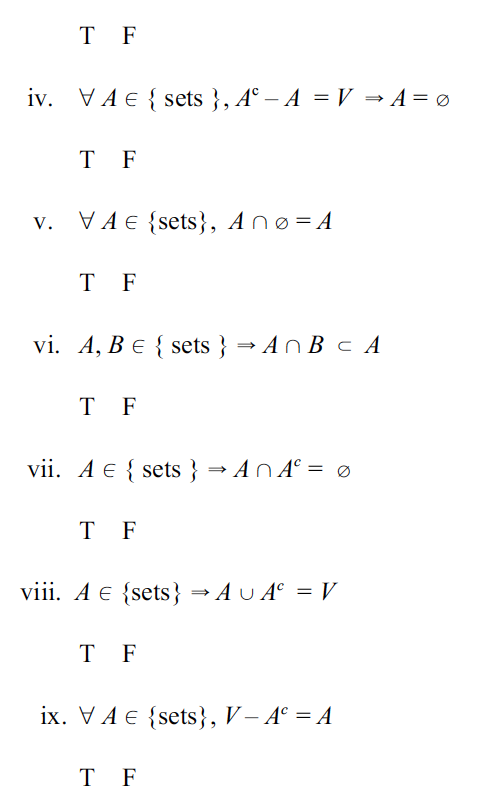 T F
iv. ∀ A ∈ { sets }, Aᶜ – A = V ⇒ A = ∅
T F
v. ∀ A ∈ {sets}, A ∩ ∅ = A
T F
vi. A, B ∈ { sets } ⇒ A ∩ B ⊂ A
T F
vii. A ∈ { sets } ⇒ A ∩ Aᶜ = ∅
T F
viii. A ∈ {sets} ⇒ A ∪ Aᶜ = V
T F
ix. ∀ A ∈ {sets}, V – Aᶜ = A
T F